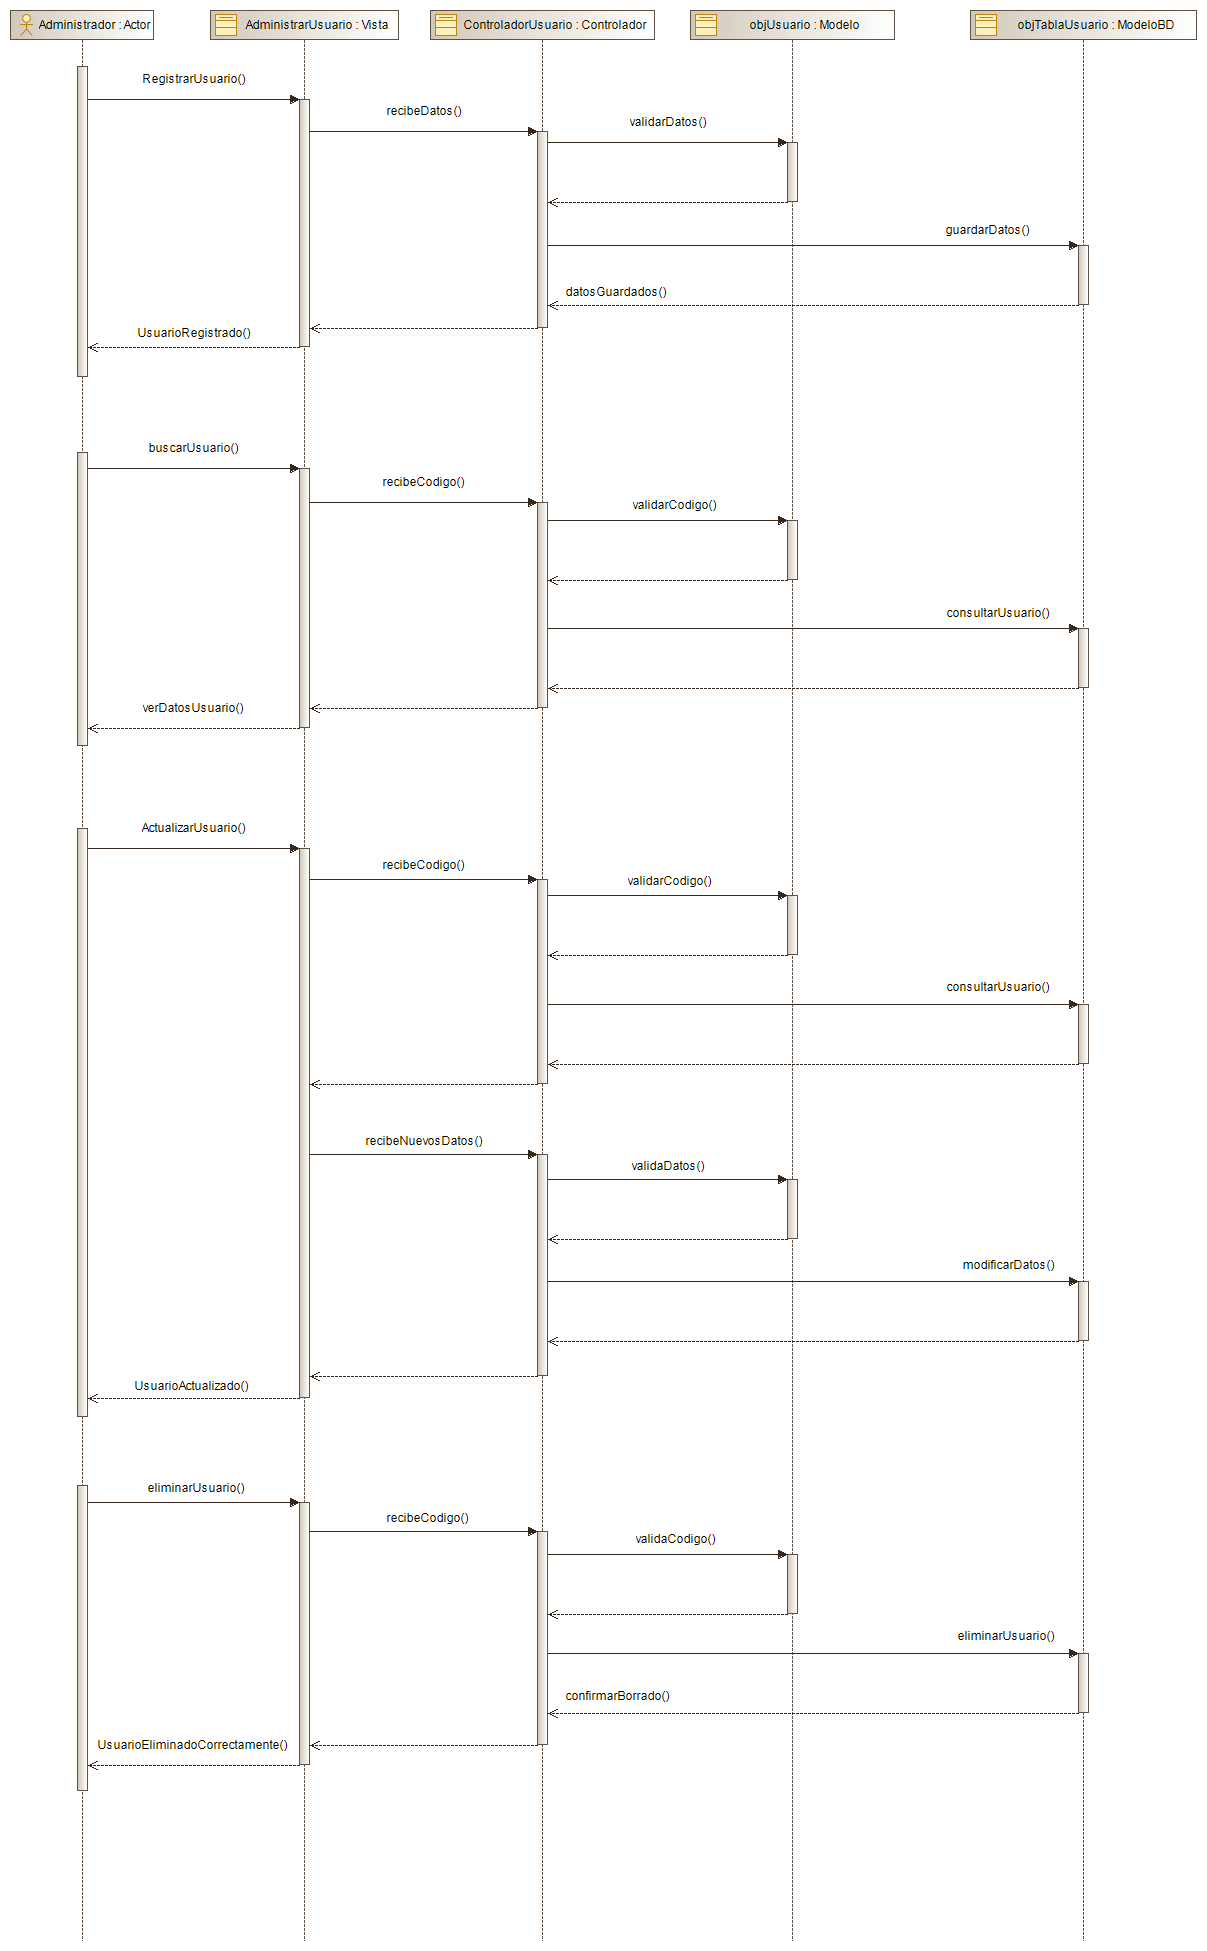 Administrador : Actor
AdministrarUsuario : Vista
ControladorUsuario : Controlador
objUsuario : Modelo
objTablaUsuario : ModeloBD
RegistrarUsuario()
recibeDatos()
validarDatos()
guardarDatos()
datosGuardados()
UsuarioRegistrado()
buscarUsuario()
recibeCodigo()
validarCodigo()
consultarUsuario()
verDatosUsuario()
ActualizarUsuario()
recibeCodigo()
validarCodigo()
consultarUsuario()
recibeNuevosDatos()
validaDatos()
modificarDatos()
UsuarioActualizado()
eliminarUsuario()
recibeCodigo()
validaCodigo()
eliminarUsuario()
confirmarBorrado()
UsuarioEliminadoCorrectamente()